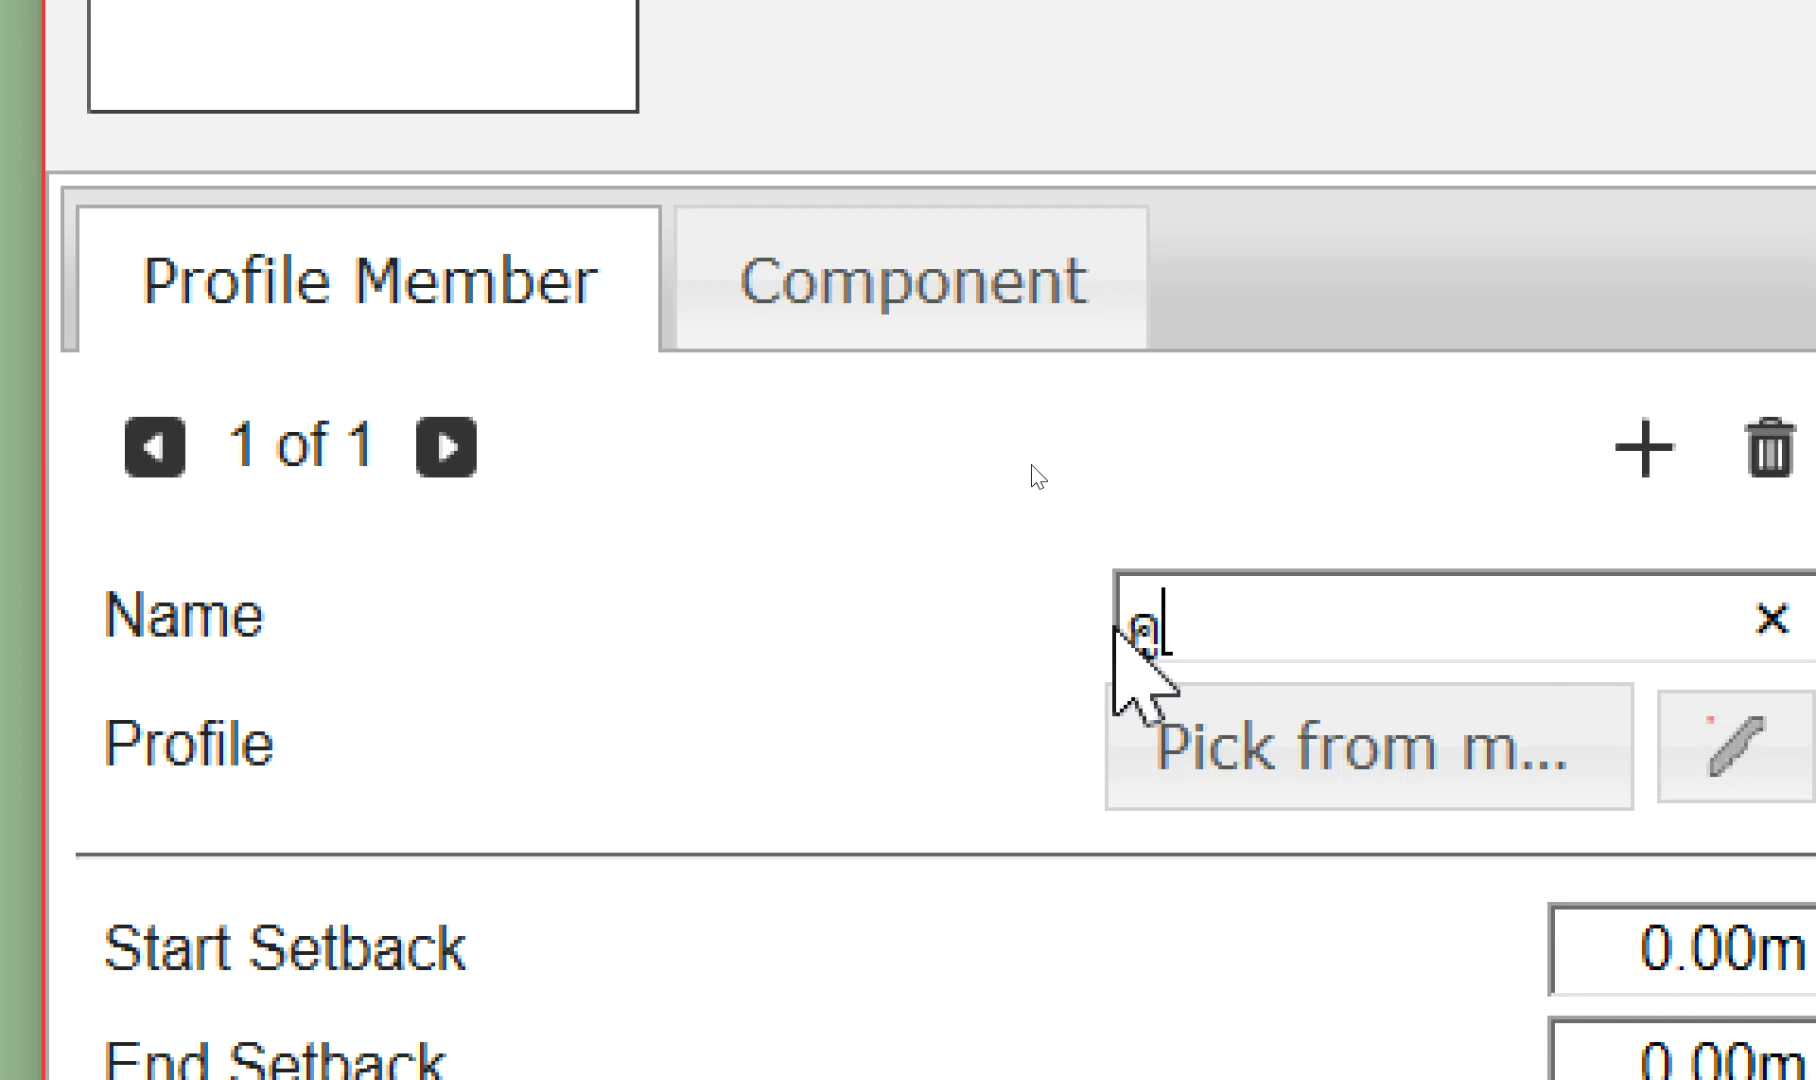 Profile Member Component
1 of 1
Name
Profile Pick from m...
Start Setback 0.00m
End Setback 0.00m